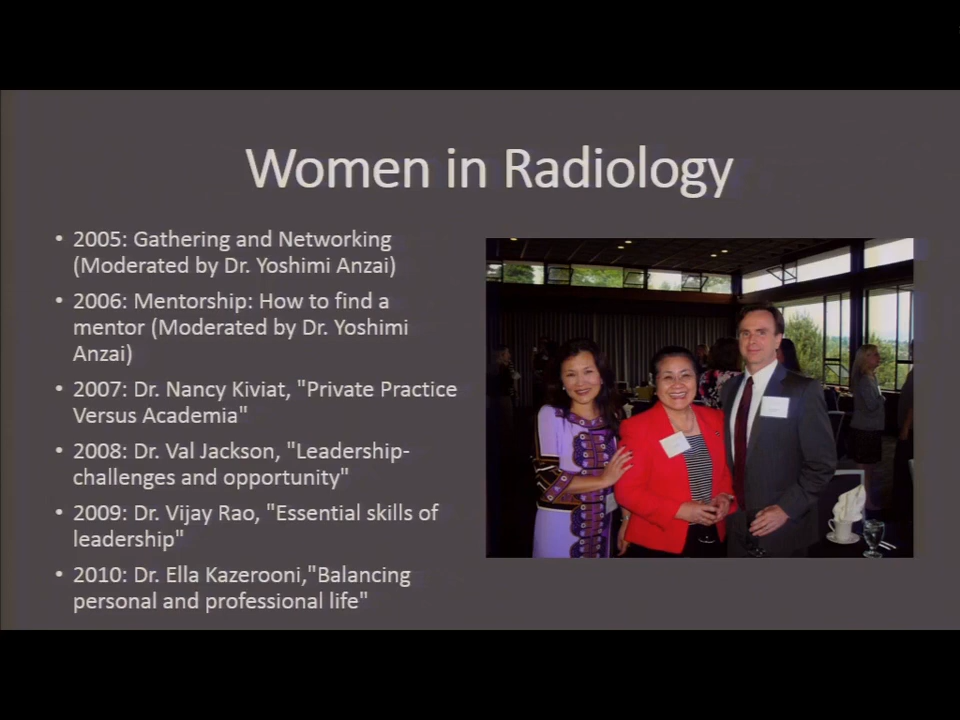 Women in Radiology
• 2005: Gathering and Networking
(Moderated by Dr. Yoshimi Anzai)
• 2006: Mentorship: How to find a
mentor (Moderated by Dr. Yoshimi
Anzai)
• 2007: Dr. Nancy Kiviat, "Private Practice
Versus Academia"
• 2008: Dr. Val Jackson, "Leadership-
challenges and opportunity"
• 2009: Dr. Vijay Rao, "Essential skills of
leadership"
• 2010: Dr. Ella Kazerooni,"Balancing
personal and professional life"